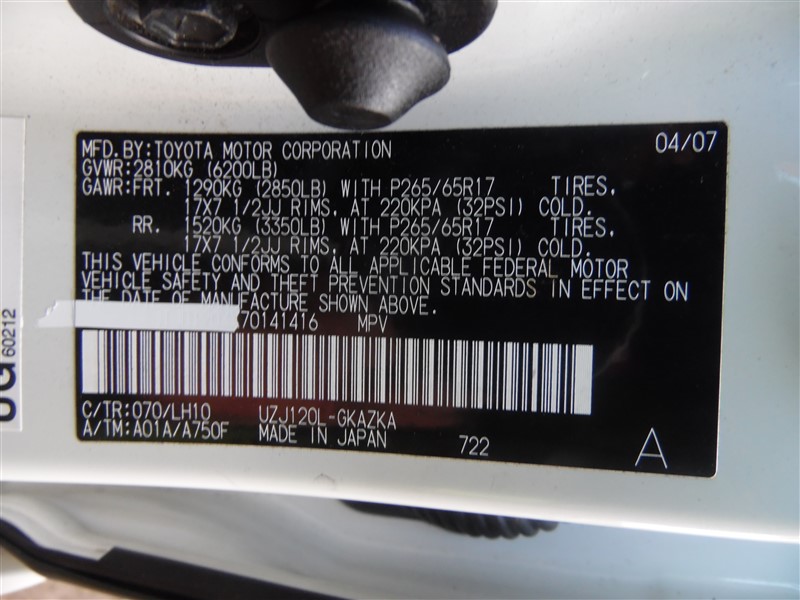 MFD.BY:TOYOTA MOTOR CORPORATION 04/07
GVWR:2810KG (6200LB)
GAWR:FRT. 1290KG (2850LB) WITH P265/65R17 TIRES,
17X7 1/2JJ RIMS, AT 220KPA (32PSI) COLD.
RR. 1520KG (3350LB) WITH P265/65R17 TIRES,
17X7 1/2JJ RIMS, AT 220KPA (32PSI) COLD.
THIS VEHICLE CONFORMS TO ALL APPLICABLE FEDERAL MOTOR
VEHICLE SAFETY AND THEFT PREVENTION STANDARDS IN EFFECT ON
THE DATE OF MANUFACTURE SHOWN ABOVE.
70141416 MPV
C/TR:070/LH10 UZJ120L-GKAZKA
A/TM:A01A/A750F MADE IN JAPAN 722 A
60212